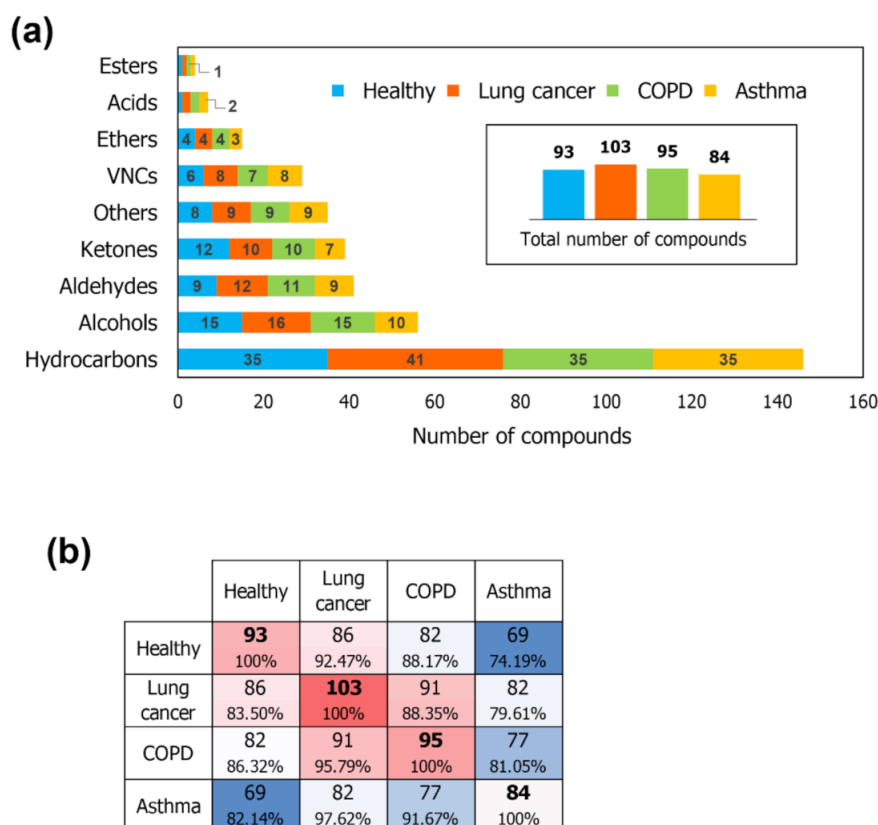 (a)
Esters 1
Acids 2
Ethers 4 4 4 3
VNCs 6 8 7 8
Others 8 9 9 9
Ketones 12 10 10 7
Aldehydes 9 12 11 9
Alcohols 15 16 15 10
Hydrocarbons 35 41 35 35
Healthy Lung cancer COPD Asthma
93 103 95 84
Total number of compounds
0 20 40 60 80 100 120 140 160
Number of compounds
(b)
Healthy Lung cancer COPD Asthma
Healthy 93 86 82 69
100% 92.47% 88.17% 74.19%
Lung cancer 86 103 91 82
83.50% 100% 88.35% 79.61%
COPD 82 91 95 77
86.32% 95.79% 100% 81.05%
Asthma 69 82 77 84
82.14% 97.62% 91.67% 100%